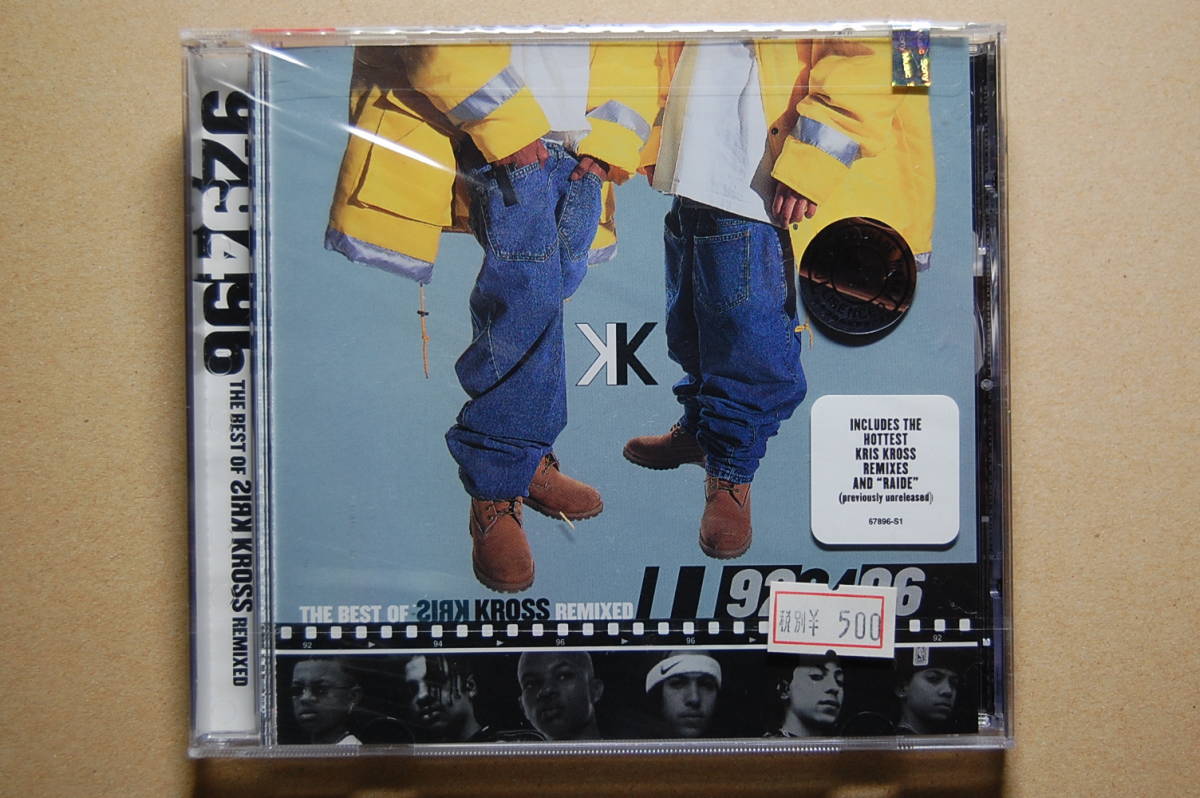 92 94 96 THE BEST OF KRIS KROSS REMIXED
KK
INCLUDES THE
HOTTEST
KRIS KROSS
REMIXES
AND "RAIDE"
(previously unreleased)
67896-S1
THE BEST OF KRIS KROSS REMIXED
税別¥ 500
92 94 96 96 92